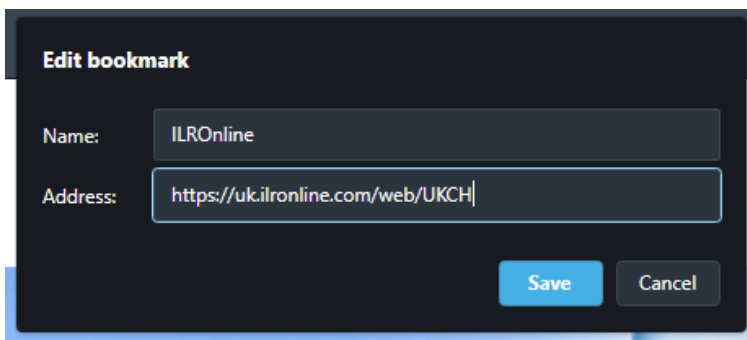 Edit bookmark
Name: ILROnline
Address: https://uk.ilronline.com/web/UKCH
Save Cancel